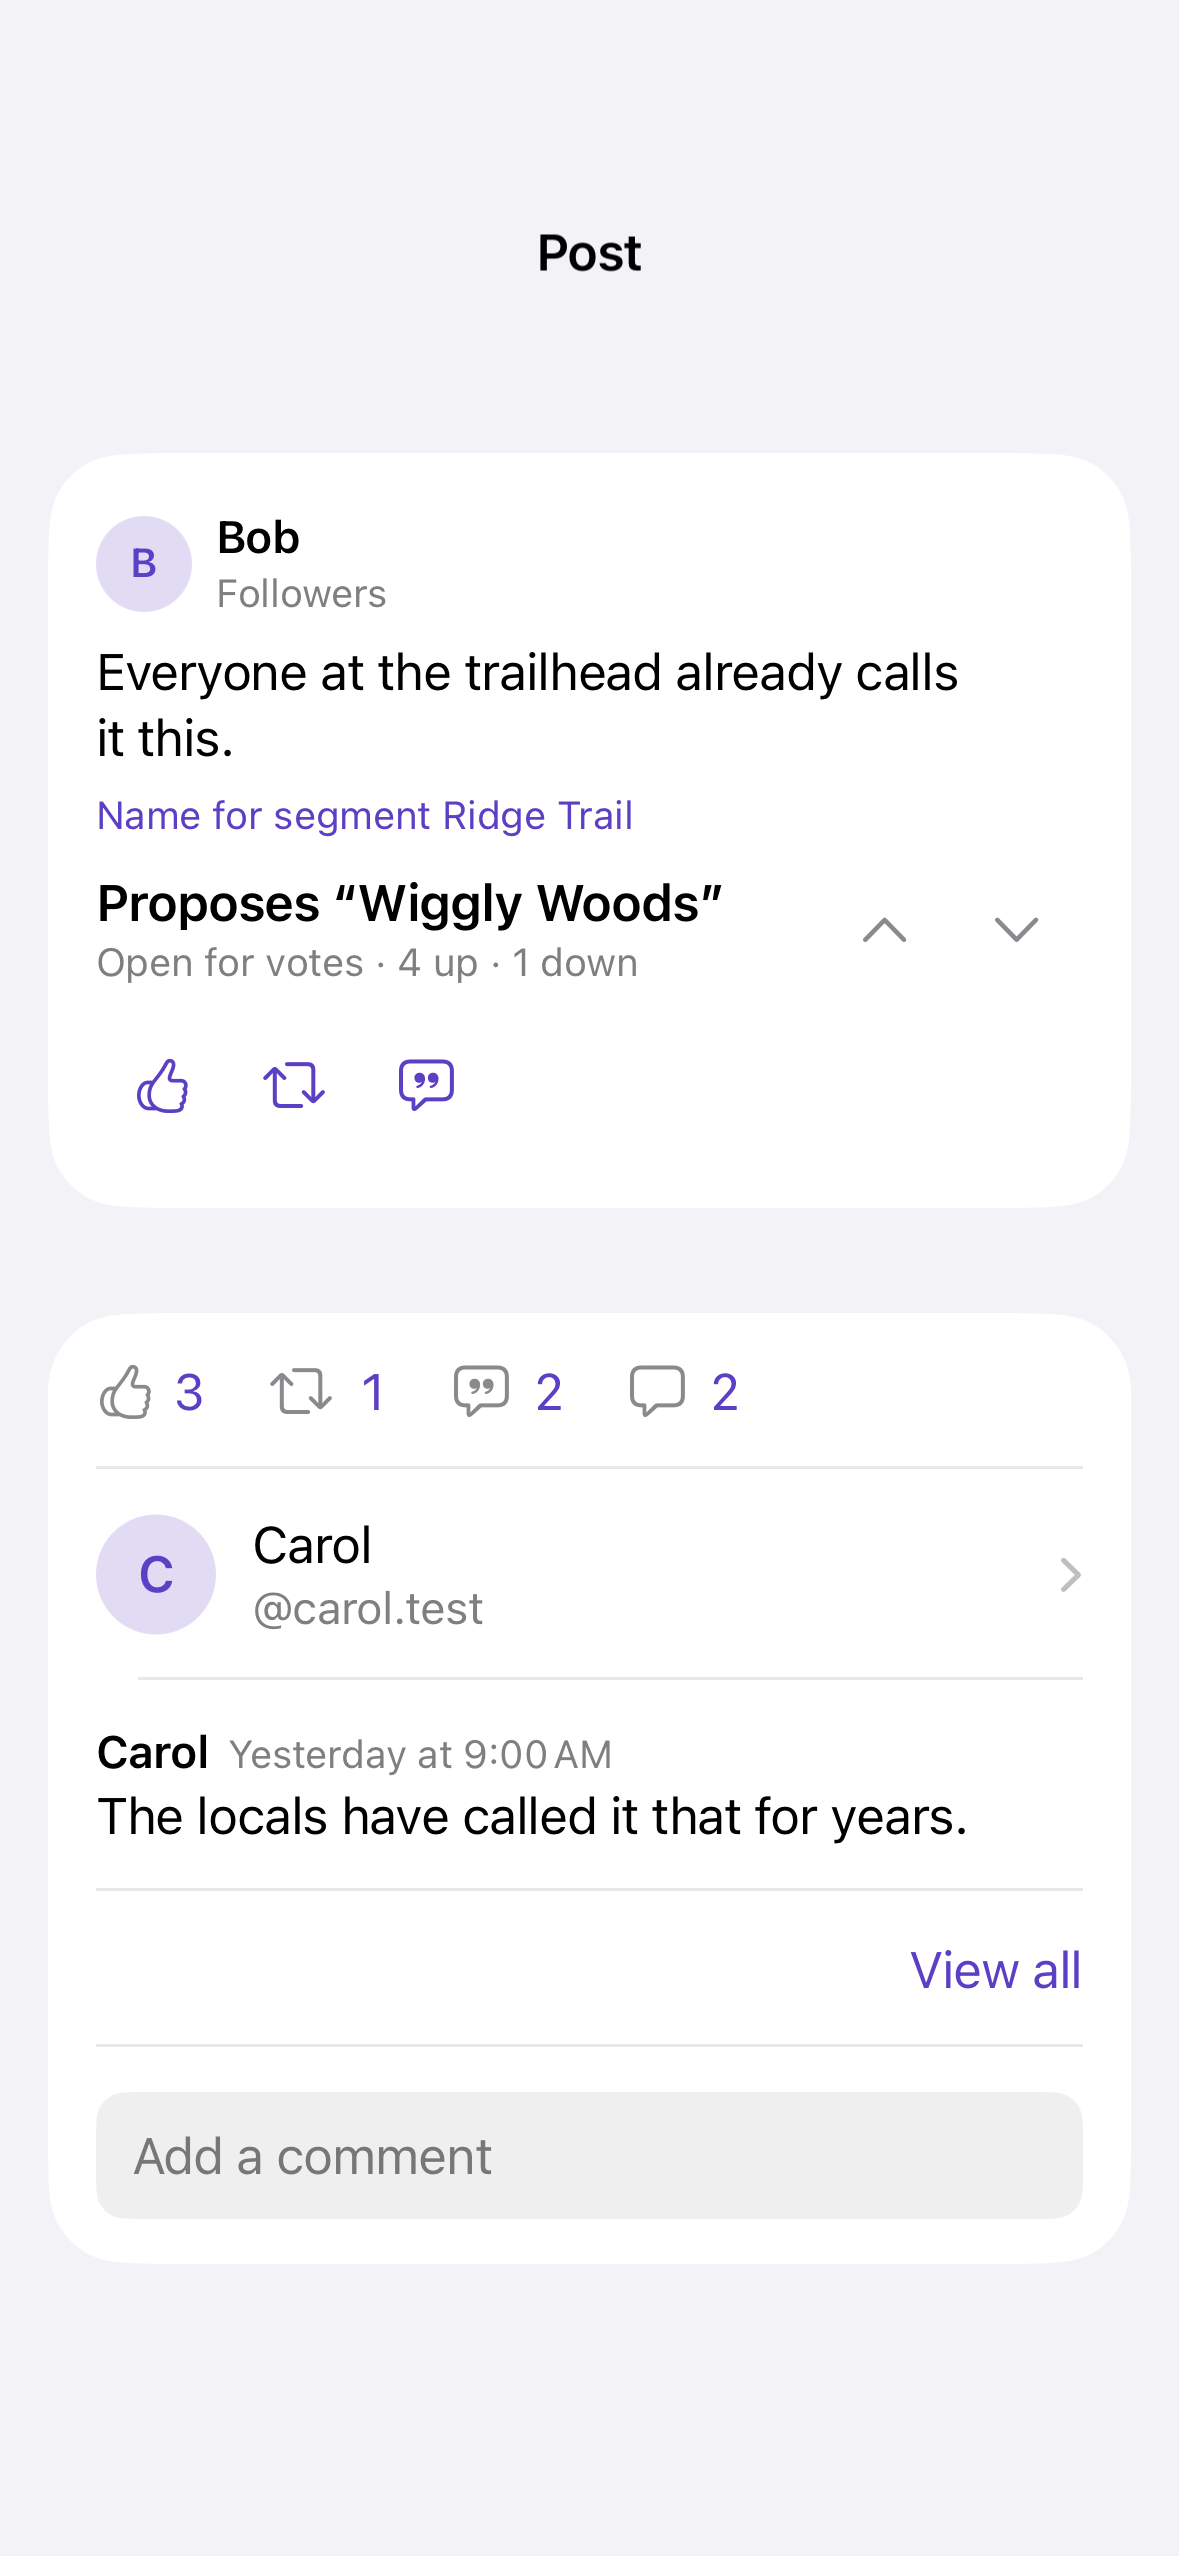 Post
B
Bob
Followers
Everyone at the trailhead already calls
it this.
Name for segment Ridge Trail
Proposes “Wiggly Woods”
Open for votes · 4 up · 1 down
3 1 2 2
C
Carol
@carol.test
Carol Yesterday at 9:00 AM
The locals have called it that for years.
View all
Add a comment